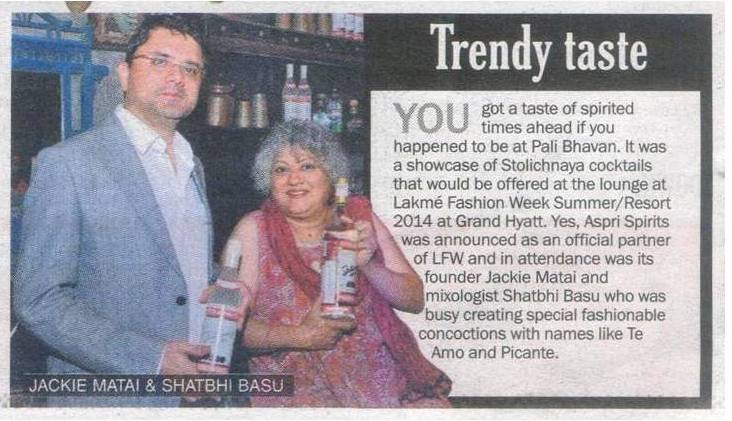 Trendy taste
YOU got a taste of spirited
times ahead if you
happened to be at Pali Bhavan. It was
a showcase of Stolichnaya cocktails
that would be offered at the lounge at
Lakmé Fashion Week Summer/Resort
2014 at Grand Hyatt. Yes, Aspri Spirits
was announced as an official partner
of LFW and in attendance was its
founder Jackie Matai and
mixologist Shatbhi Basu who was
busy creating special fashionable
concoctions with names like Te
Amo and Picante.
JACKIE MATAI & SHATBHI BASU